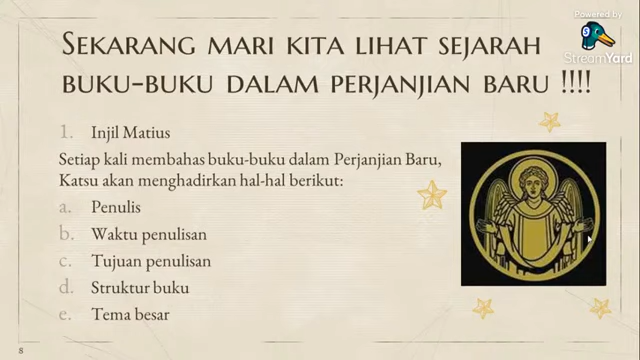 Powered by
StreamYard
Sekarang mari kita lihat sejarah
buku-buku dalam perjanjian baru !!!!
1. Injil Matius
Setiap kali membahas buku-buku dalam Perjanjian Baru,
Katsu akan menghadirkan hal-hal berikut:
a. Penulis
b. Waktu penulisan
c. Tujuan penulisan
d. Struktur buku
e. Tema besar
8